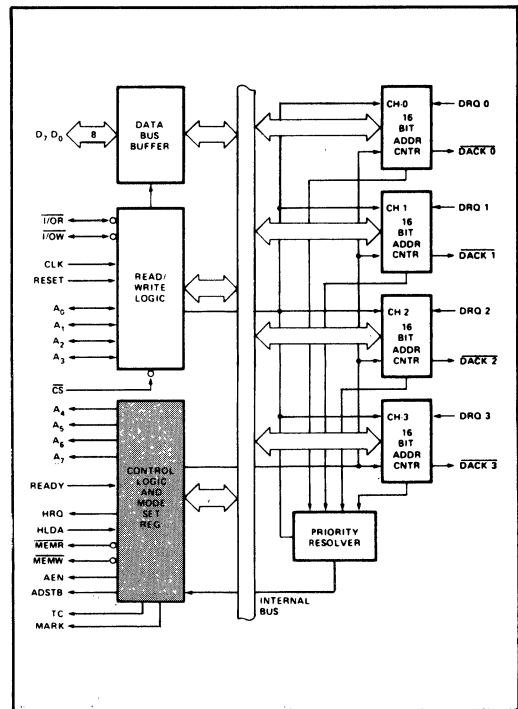 D₇ D₀
8
DATA
BUS
BUFFER
I/OR
I/OW
CLK
RESET
A₀
A₁
A₂
A₃
CS
READ/
WRITE
LOGIC
A₄
A₅
A₆
A₇
READY
HRQ
HLDA
MEMR
MEMW
AEN
ADSTB
TC
MARK
CONTROL
LOGIC
AND
MODE
SET
REG
INTERNAL
BUS
CH-0
16
BIT
ADDR
CNTR
DRQ 0
DACK 0
CH 1
16
BIT
ADDR
CNTR
DRQ 1
DACK 1
CH 2
16
BIT
ADDR
CNTR
DRQ 2
DACK 2
CH-3
16
BIT
ADDR
CNTR
DRQ 3
DACK 3
PRIORITY
RESOLVER